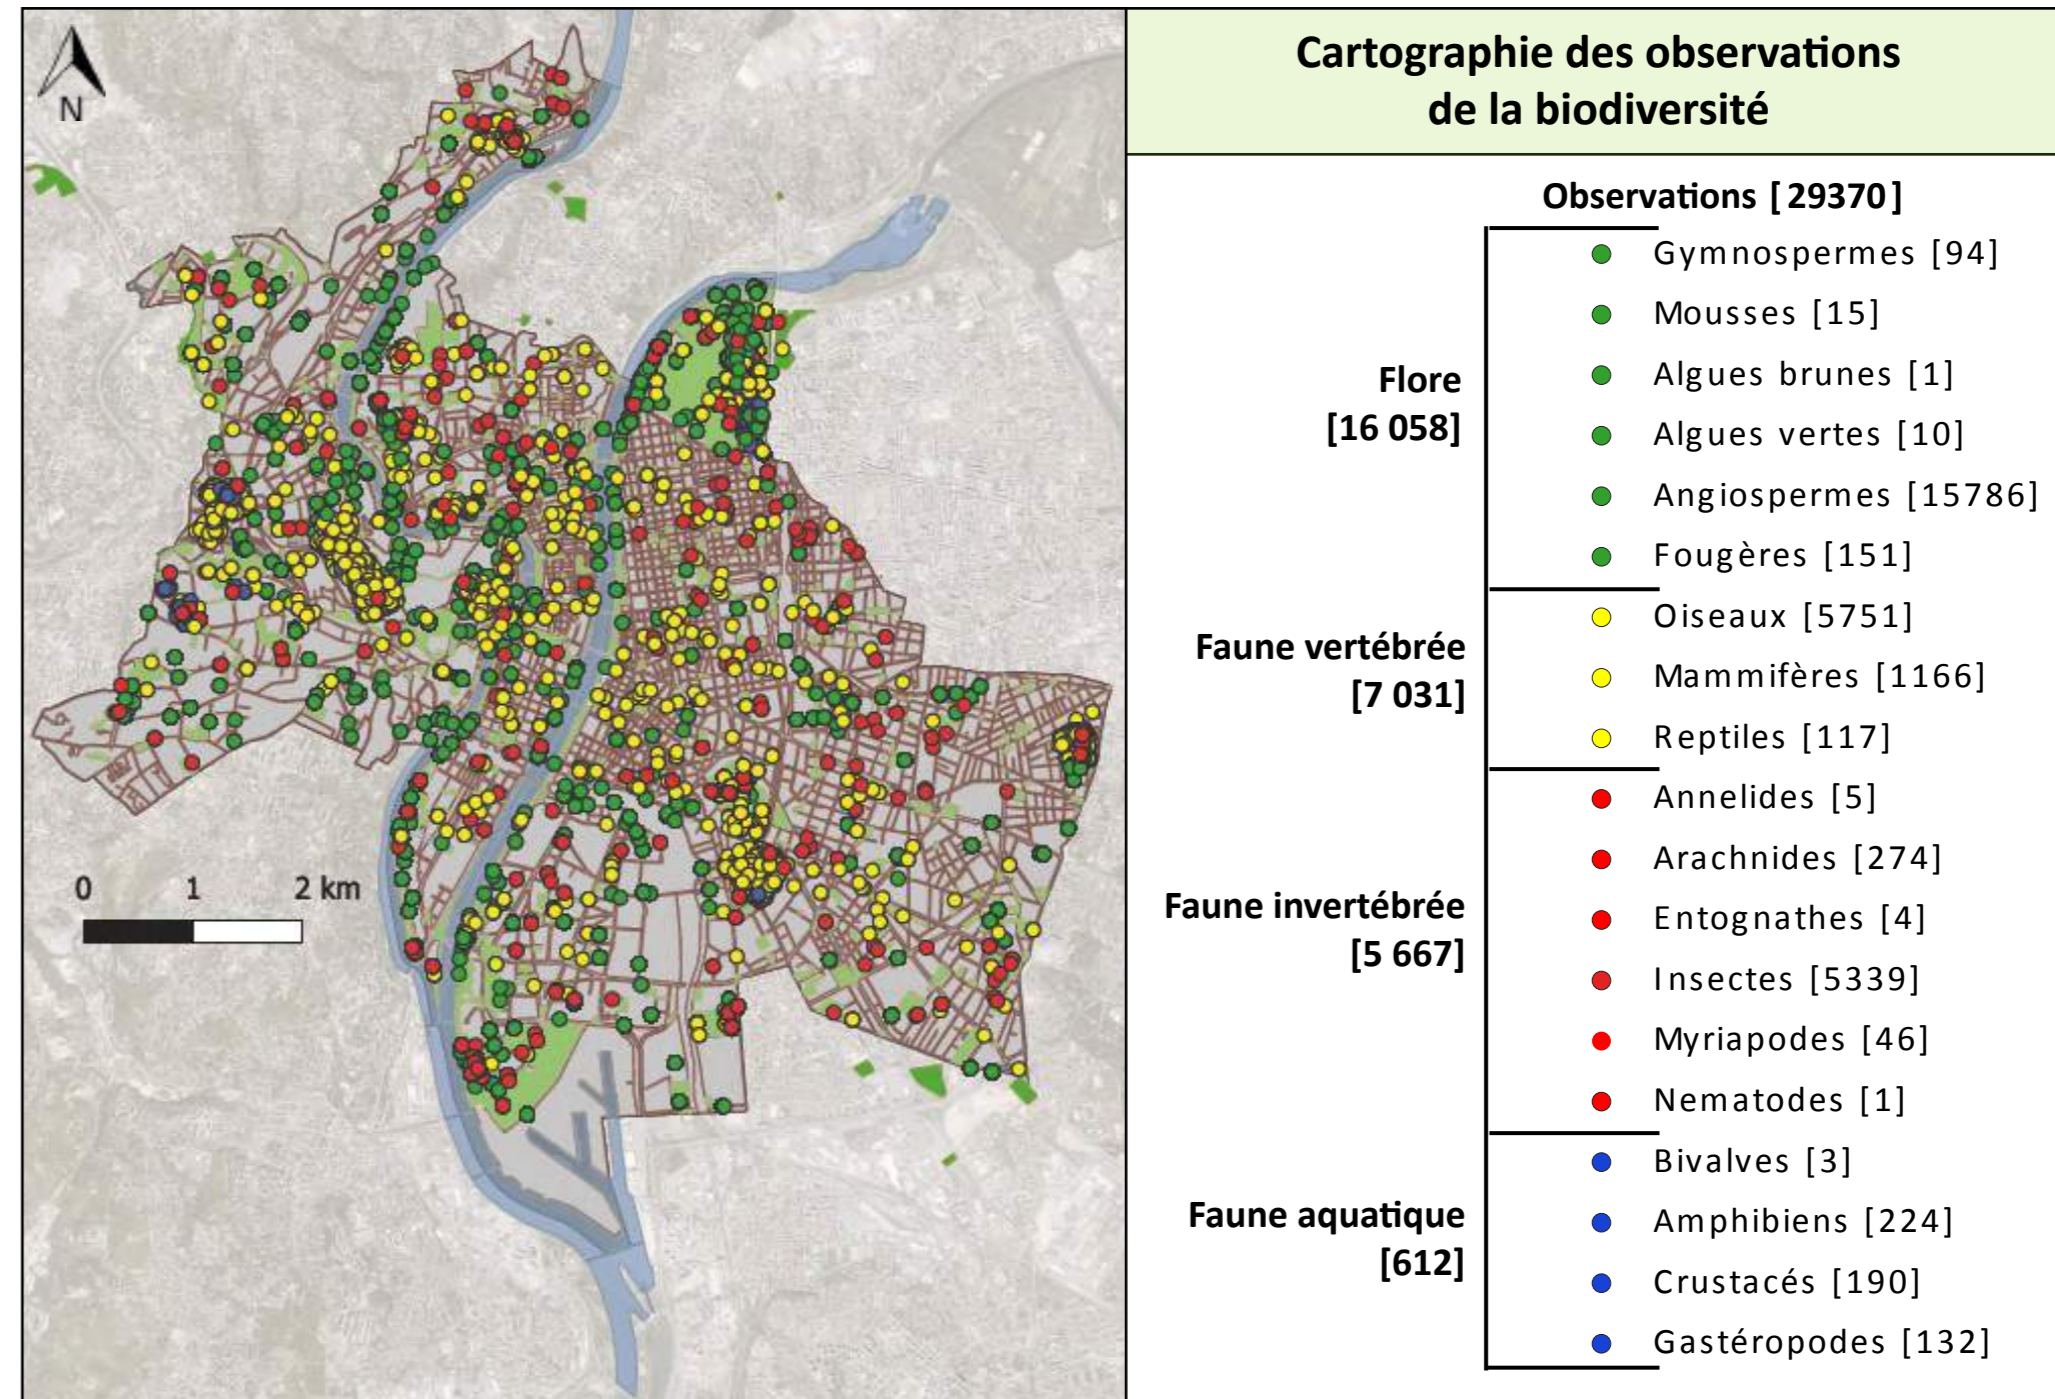 N
0 1 2 km
Cartographie des observations
de la biodiversité
Observations [29370]
Flore
[16 058]
Gymnospermes [94]
Mousses [15]
Algues brunes [1]
Algues vertes [10]
Angiospermes [15786]
Fougères [151]
Faune vertébrée
[7 031]
Oiseaux [5751]
Mammifères [1166]
Reptiles [117]
Faune invertébrée
[5 667]
Annelides [5]
Arachnides [274]
Entognathes [4]
Insectes [5339]
Myriapodes [46]
Nematodes [1]
Faune aquatique
[612]
Bivalves [3]
Amphibiens [224]
Crustacés [190]
Gastéropodes [132]